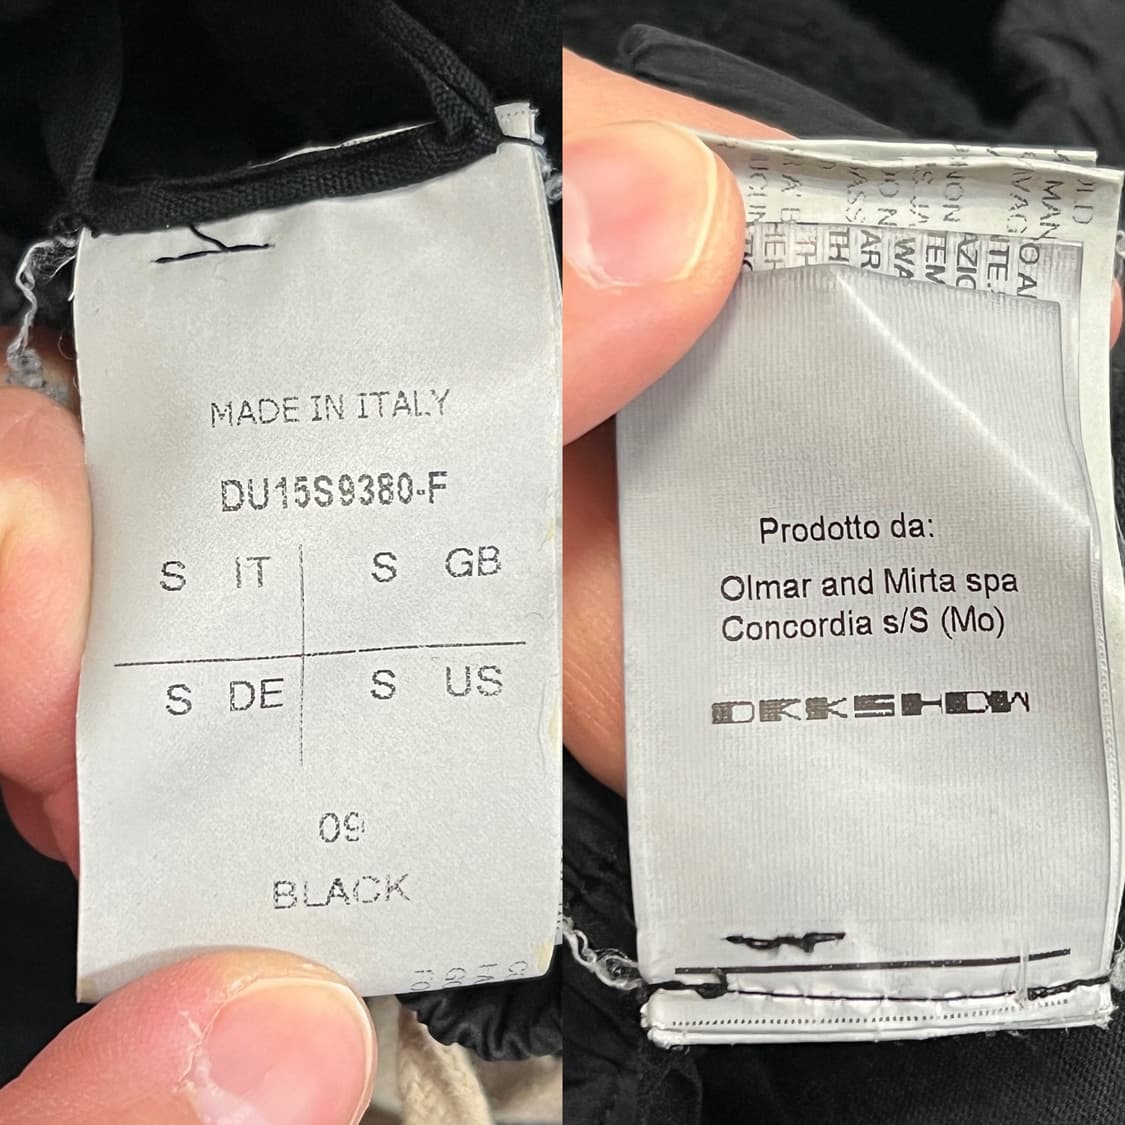 MADE IN ITALY
DU15S9380-F
S IT S GB
S DE S US
09
BLACK
Prodotto da:
Olmar and Mirta spa
Concordia s/S (Mo)
DRKSHDW